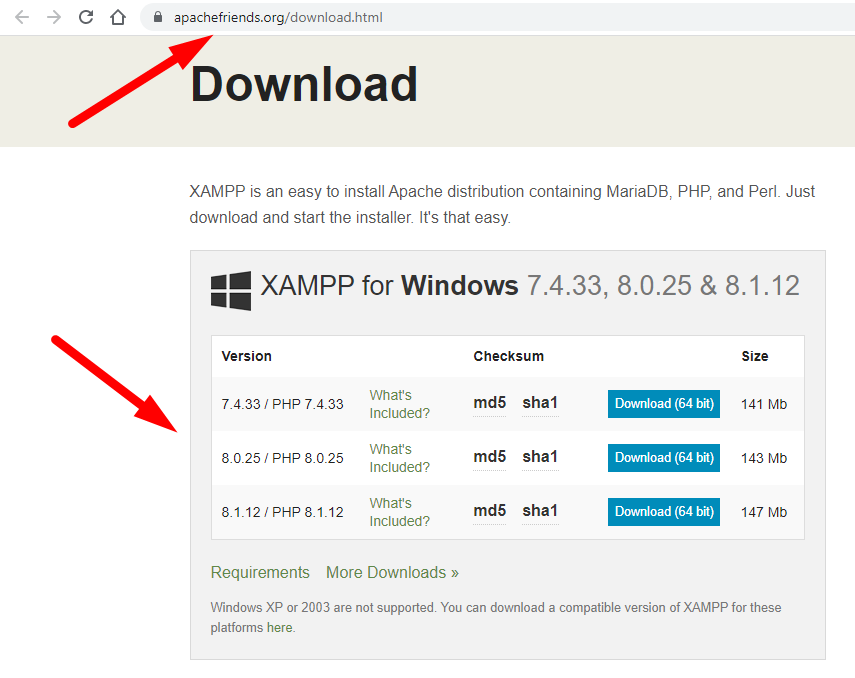 apachefriends.org/download.html
Download
XAMPP is an easy to install Apache distribution containing MariaDB, PHP, and Perl. Just
download and start the installer. It's that easy.
XAMPP for Windows 7.4.33, 8.0.25 & 8.1.12
Version Checksum Size
7.4.33 / PHP 7.4.33 What's Included? md5 sha1 Download (64 bit) 141 Mb
8.0.25 / PHP 8.0.25 What's Included? md5 sha1 Download (64 bit) 143 Mb
8.1.12 / PHP 8.1.12 What's Included? md5 sha1 Download (64 bit) 147 Mb
Requirements More Downloads »
Windows XP or 2003 are not supported. You can download a compatible version of XAMPP for these
platforms here.